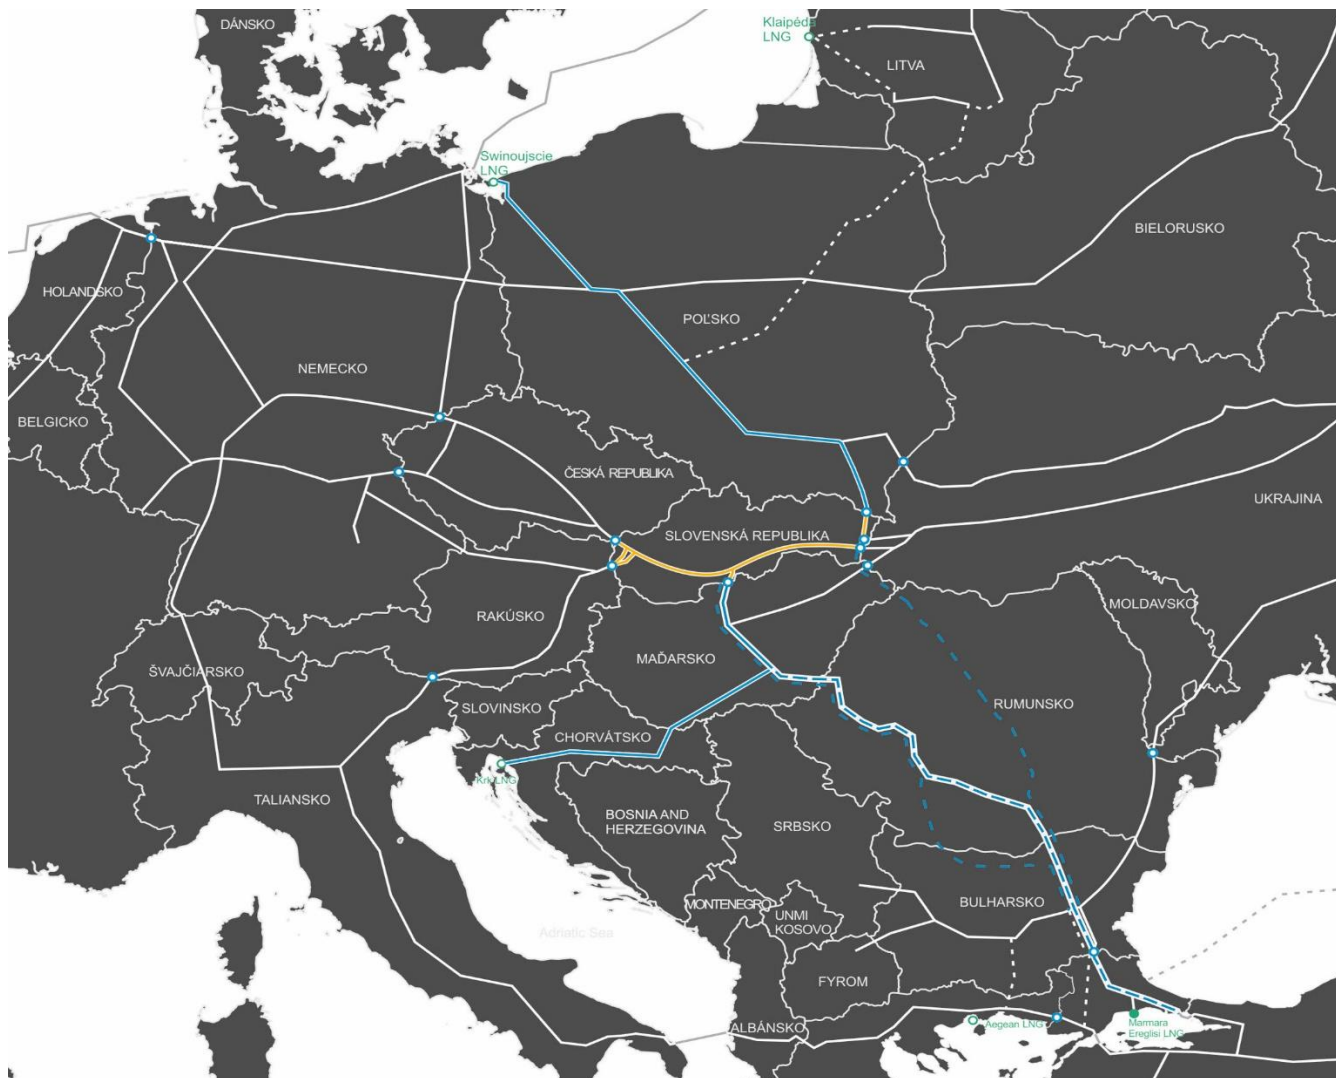 DÁNSKO
Klaipéda
LNG
LITVA
Swinoujscie
LNG
BIELORUSKO
HOLANDSKO
POĽSKO
NEMECKO
BELGICKO
ČESKÁ REPUBLIKA
UKRAJINA
SLOVENSKÁ REPUBLIKA
MOLDAVSKO
RAKÚSKO
MAĎARSKO
ŠVAJČIARSKO
RUMUNSKO
SLOVINSKO
CHORVÁTSKO
Krk LNG
TALIANSKO
BOSNIA AND
HERZEGOVINA
SRBSKO
MONTENEGRO
BULHARSKO
UNMI
KOSOVO
Adriatic Sea
FYROM
ALBÁNSKO
Aegean LNG
Marmara
Ereglisi LNG